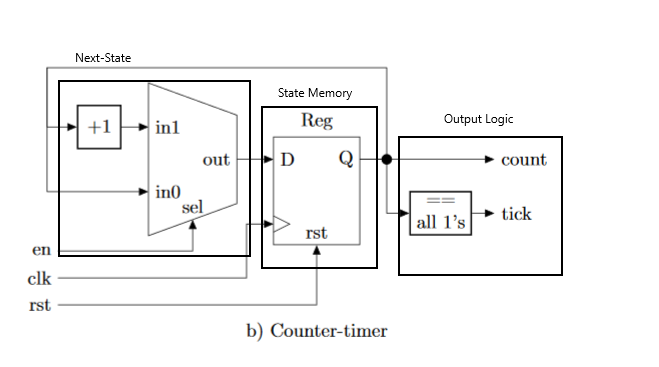 Next-State
State Memory
Output Logic
Reg
+1
in1
out
D
Q
count
in0
sel
==
all 1's
tick
rst
en
clk
rst
b) Counter-timer